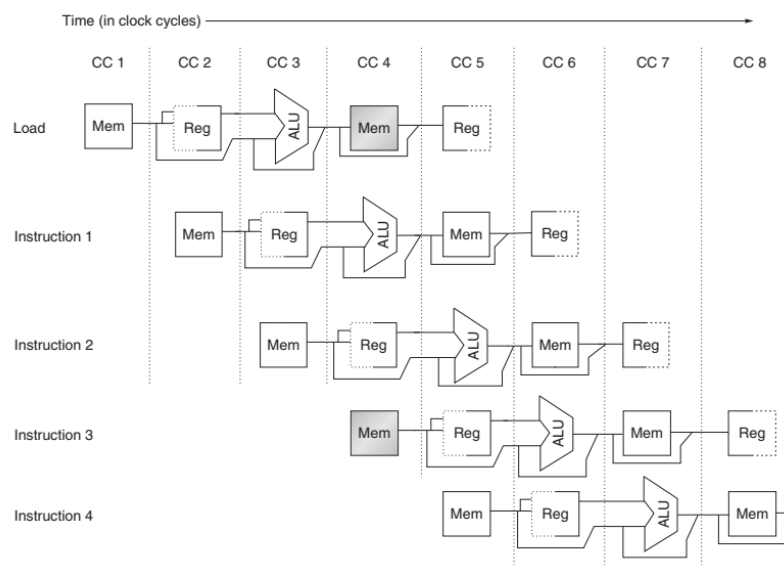 Time (in clock cycles)
CC 1 CC 2 CC 3 CC 4 CC 5 CC 6 CC 7 CC 8
Load Mem Reg ALU Mem Reg
Instruction 1 Mem Reg ALU Mem Reg
Instruction 2 Mem Reg ALU Mem Reg
Instruction 3 Mem Reg ALU Mem Reg
Instruction 4 Mem Reg ALU Mem